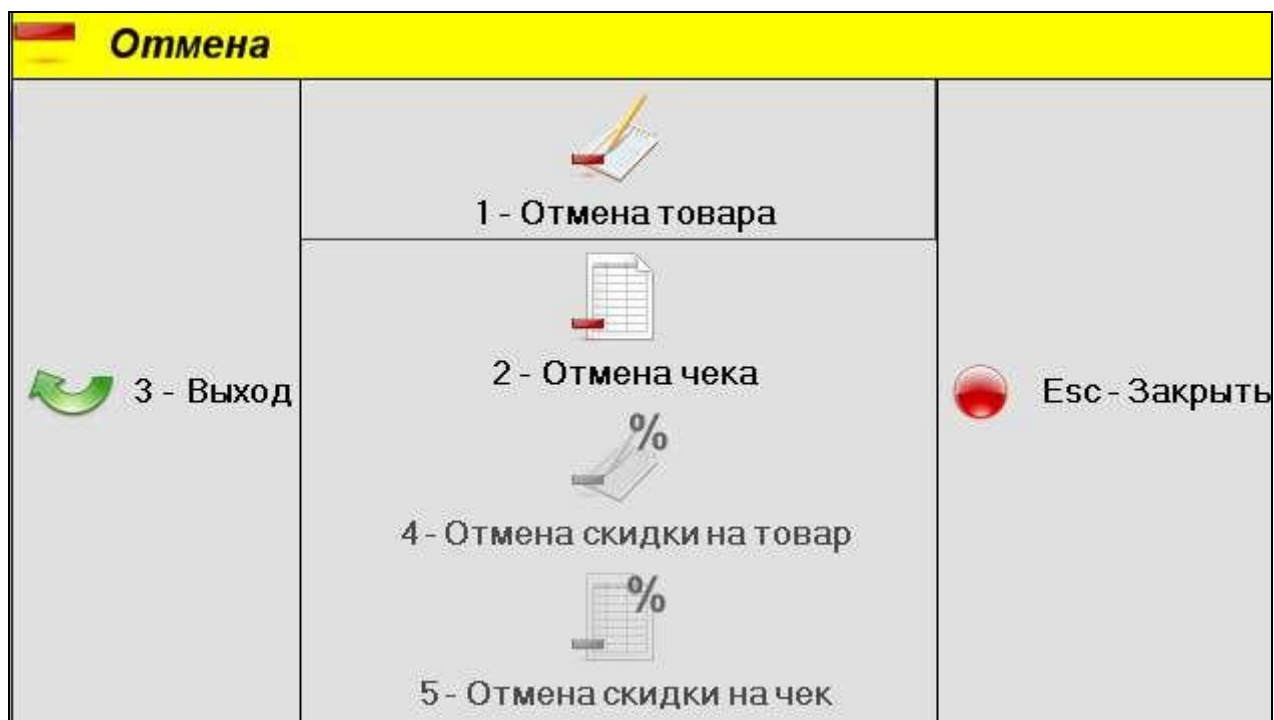 Отмена
1 - Отмена товара
2 - Отмена чека
3 - Выход
Esc - Закрыть
%
4 - Отмена скидки на товар
%
5 - Отмена скидки на чек